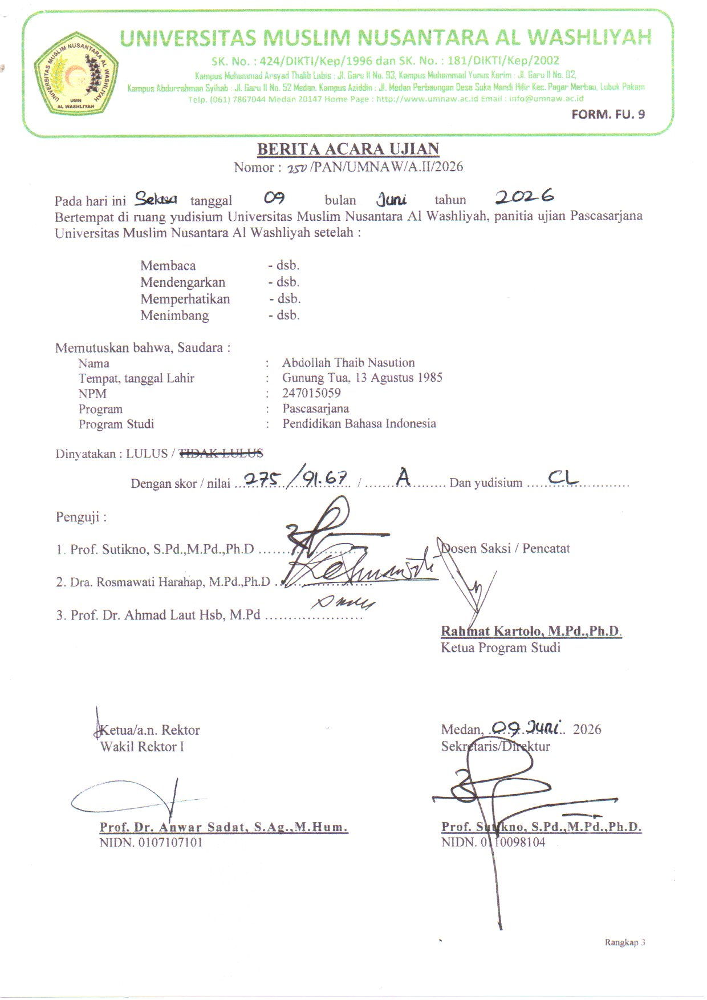 UNIVERSITAS MUSLIM NUSANTARA AL WASHLIYAH
SK. No. : 424/DIKTI/Kep/1996 dan SK. No. : 181/DIKTI/Kep/2002
Kampus Muhammad Arsyad Thalib Lubis : Jl. Garu II No. 93, Kampus Muhammad Yunus Karim : Jl. Garu II No. 02,
Kampus Abdurrahman Syihab : Jl. Garu II No. 52 Medan. Kampus Aziddin : Jl. Medan Perbaungan Desa Suka Mandi Hilir Kec. Pagar Merbau, Lubuk Pakam
Telp. (061) 7867044 Medan 20147 Home Page : http://www.umnaw.ac.id Email : info@umnaw.ac.id
UNIVERSITAS MUSLIM NUSANTARA AL WASHLIYAH
UMN
AL WASHLIYAH
FORM. FU. 9
BERITA ACARA UJIAN
Nomor : /PAN/UMNAW/A.II/2026
Pada hari ini Selasa tanggal 09 bulan Juni tahun 2026
Bertempat di ruang yudisium Universitas Muslim Nusantara Al Washliyah, panitia ujian Pascasarjana
Universitas Muslim Nusantara Al Washliyah setelah :
Membaca - dsb.
Mendengarkan - dsb.
Memperhatikan - dsb.
Menimbang - dsb.
Memutuskan bahwa, Saudara :
Nama : Abdollah Thaib Nasution
Tempat, tanggal Lahir : Gunung Tua, 13 Agustus 1985
NPM : 247015059
Program : Pascasarjana
Program Studi : Pendidikan Bahasa Indonesia
Dinyatakan : LULUS / TIDAK LULUS
Dengan skor / nilai 275 / 91.67 / A Dan yudisium CL
Penguji :
1. Prof. Sutikno, S.Pd.,M.Pd.,Ph.D
Dosen Saksi / Pencatat
2. Dra. Rosmawati Harahap, M.Pd.,Ph.D
3. Prof. Dr. Ahmad Laut Hsb, M.Pd
Rahmat Kartolo, M.Pd.,Ph.D.
Ketua Program Studi
Ketua/a.n. Rektor
Wakil Rektor I
Medan, 09 Juni 2026
Sekretaris/Direktur
Prof. Dr. Anwar Sadat, S.Ag.,M.Hum.
NIDN. 0107107101
Prof. Sutikno, S.Pd.,M.Pd.,Ph.D.
NIDN. 0110098104
Rangkap 3